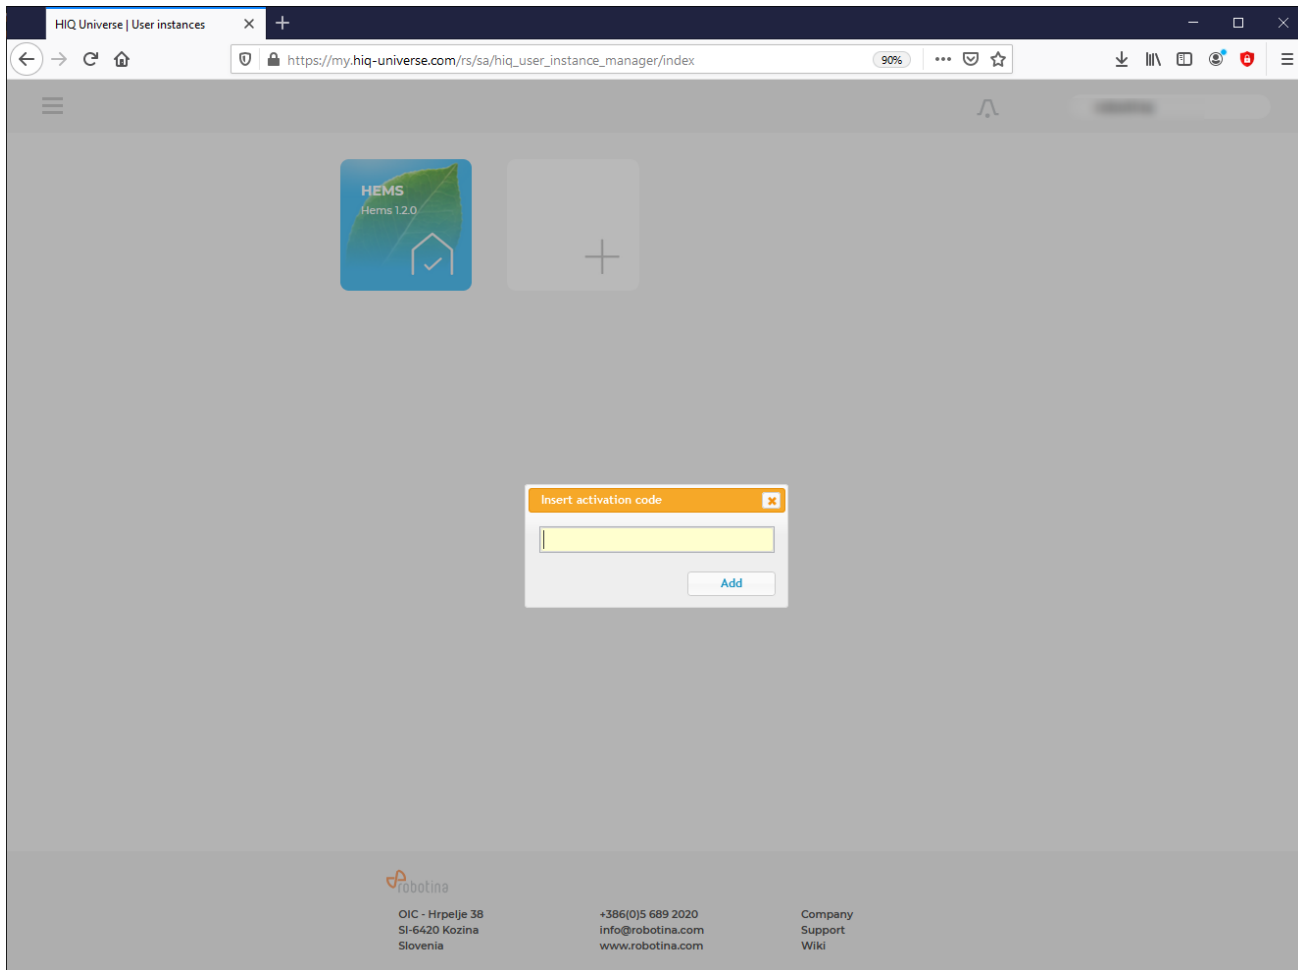 HIQ Universe | User instances
https://my.hiq-universe.com/rs/sa/hiq_user_instance_manager/index
90%
HEMS
Hems 1.2.0
Insert activation code
Add
robotina
OIC - Hrpelje 38
SI-6420 Kozina
Slovenia
+386(0)5 689 2020
info@robotina.com
www.robotina.com
Company
Support
Wiki